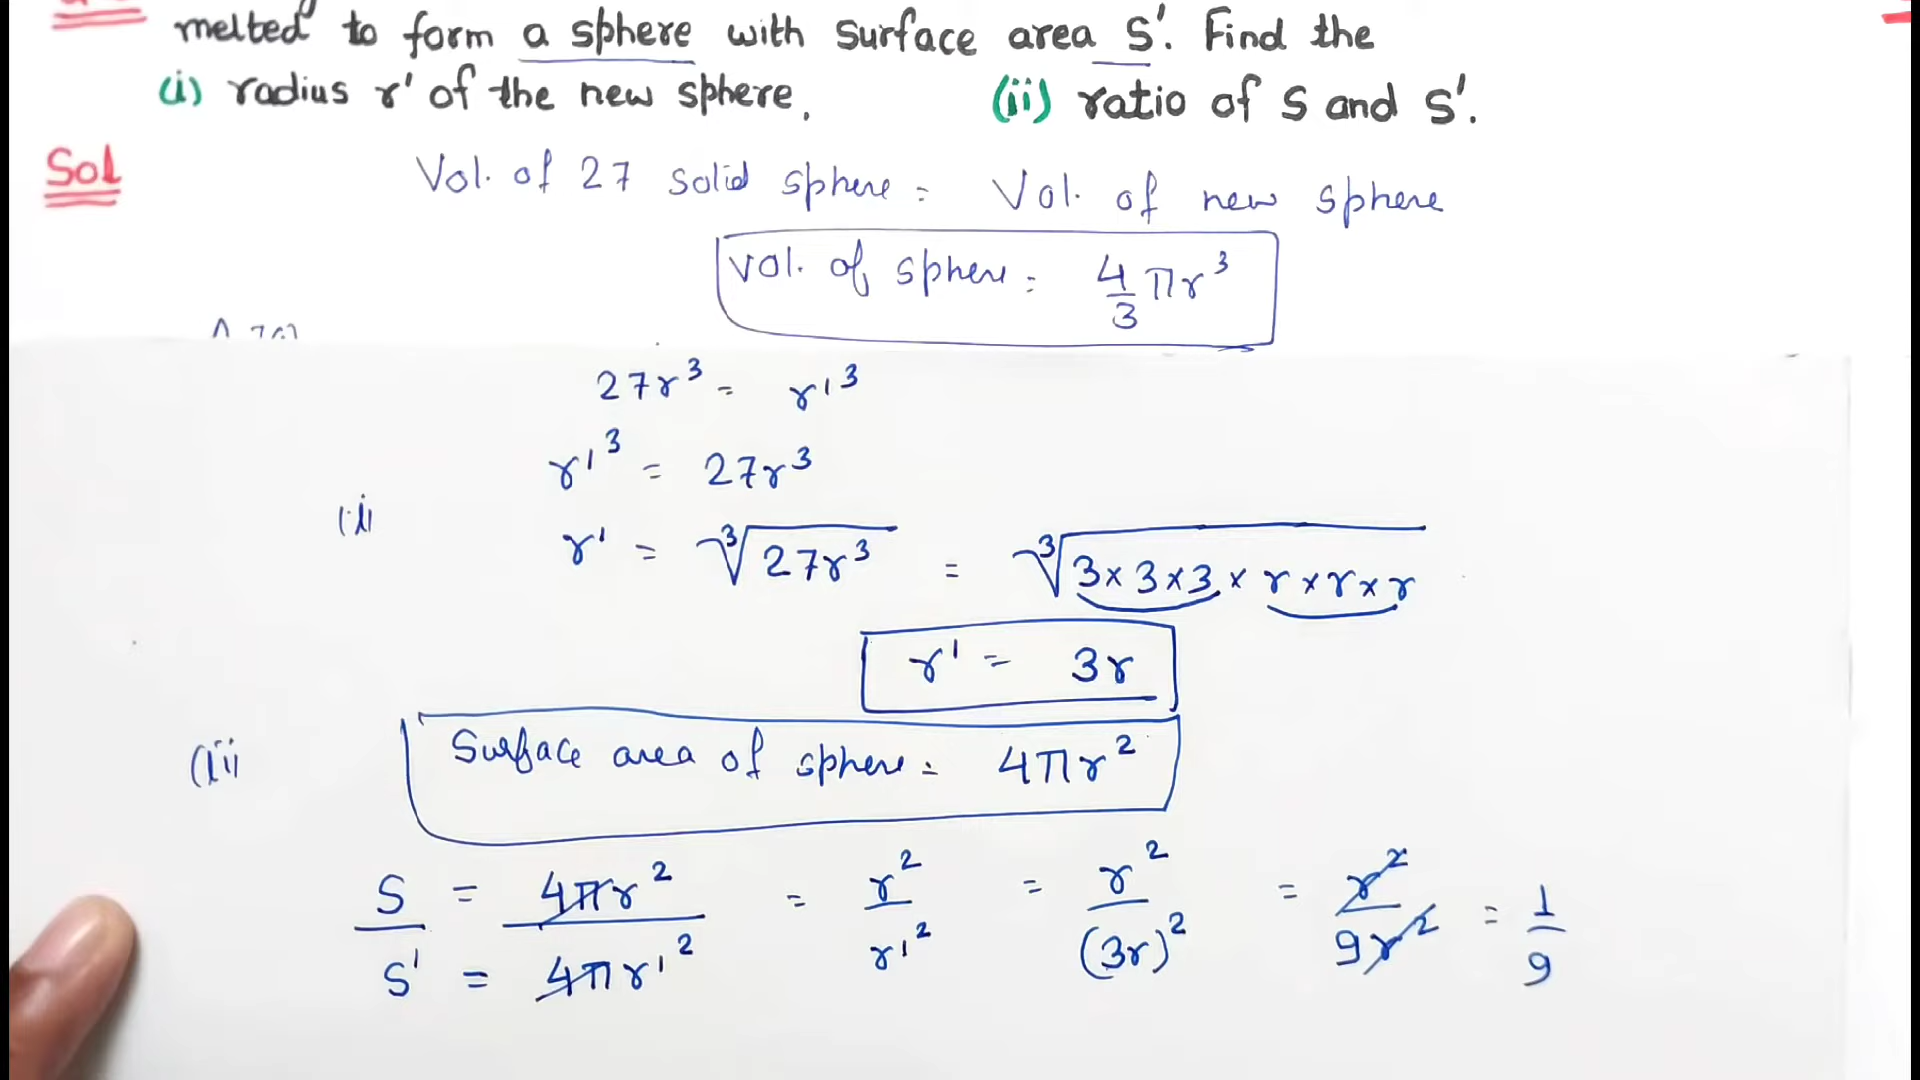 melted to form a sphere with surface area S'. Find the
(i) radius r' of the new sphere. (ii) ratio of S and S'.
Sol
Vol. of 27 solid sphere = Vol. of new sphere
Vol. of sphere = 4/3 πr³
27r³ = r'³
r'³ = 27r³
(i) r' = ∛27r³ = ∛3×3×3×r×r×r
r' = 3r
(ii) Surface area of sphere = 4πr²
S/S' = 4πr²/4πr'² = r²/r'² = r²/(3r)² = r²/9r² = 1/9